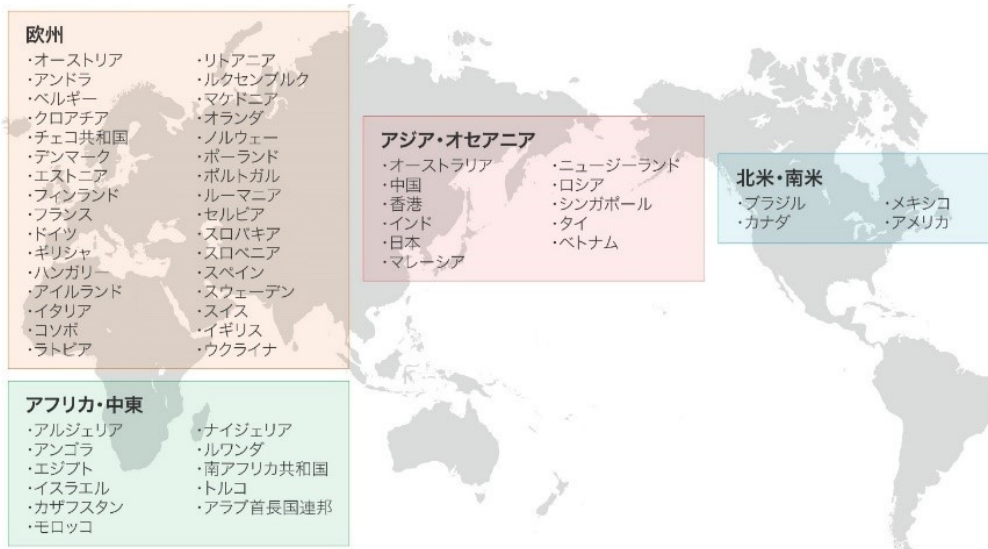 欧州
・オーストリア
・アンドラ
・ベルギー
・クロアチア
・チェコ共和国
・デンマーク
・エストニア
・フィンランド
・フランス
・ドイツ
・ギリシャ
・ハンガリー
・アイルランド
・イタリア
・コソボ
・ラトビア
・リトアニア
・ルクセンブルク
・マケドニア
・オランダ
・ノルウェー
・ポーランド
・ポルトガル
・ルーマニア
・セルビア
・スロバキア
・スロベニア
・スペイン
・スウェーデン
・スイス
・イギリス
・ウクライナ
アジア・オセアニア
・オーストラリア
・中国
・香港
・インド
・日本
・マレーシア
・ニュージーランド
・ロシア
・シンガポール
・タイ
・ベトナム
北米・南米
・ブラジル
・カナダ
・メキシコ
・アメリカ
アフリカ・中東
・アルジェリア
・アンゴラ
・エジプト
・イスラエル
・カザフスタン
・モロッコ
・ナイジェリア
・ルワンダ
・南アフリカ共和国
・トルコ
・アラブ首長国連邦